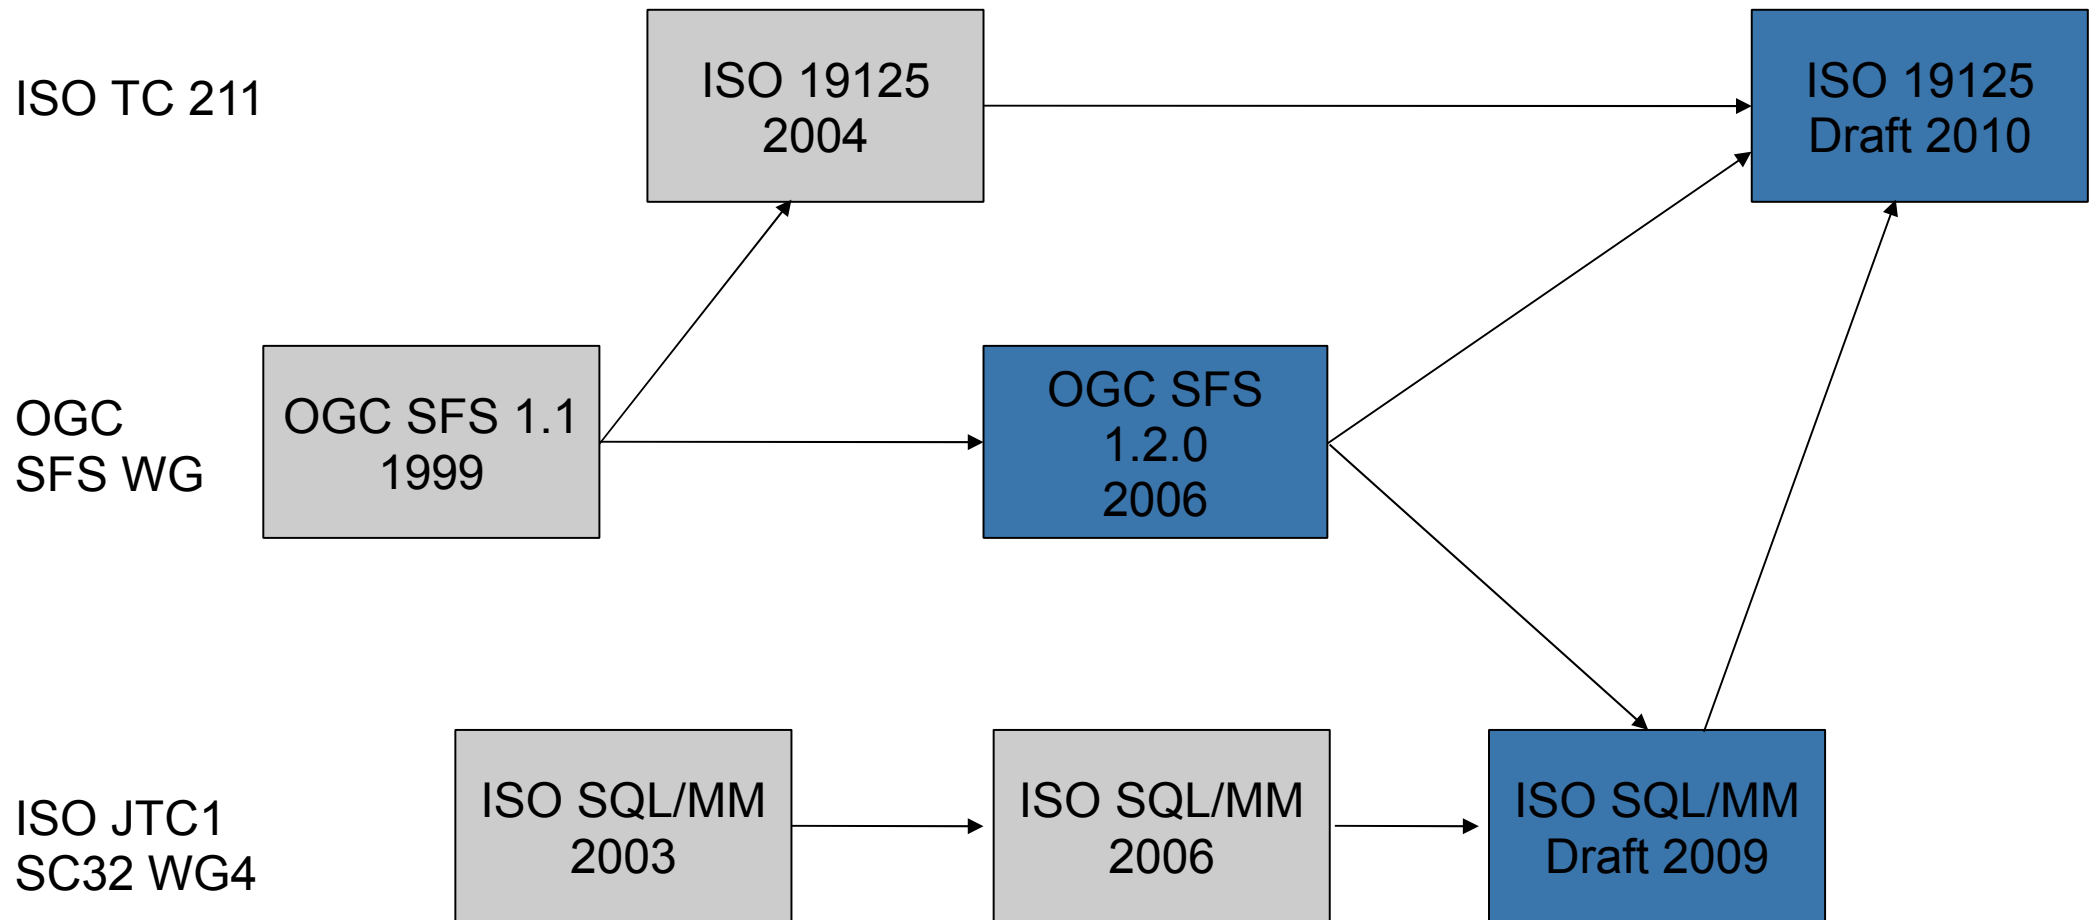 ISO TC 211
ISO 19125
2004
ISO 19125
Draft 2010
OGC
SFS WG
OGC SFS 1.1
1999
OGC SFS
1.2.0
2006
ISO JTC1
SC32 WG4
ISO SQL/MM
2003
ISO SQL/MM
2006
ISO SQL/MM
Draft 2009